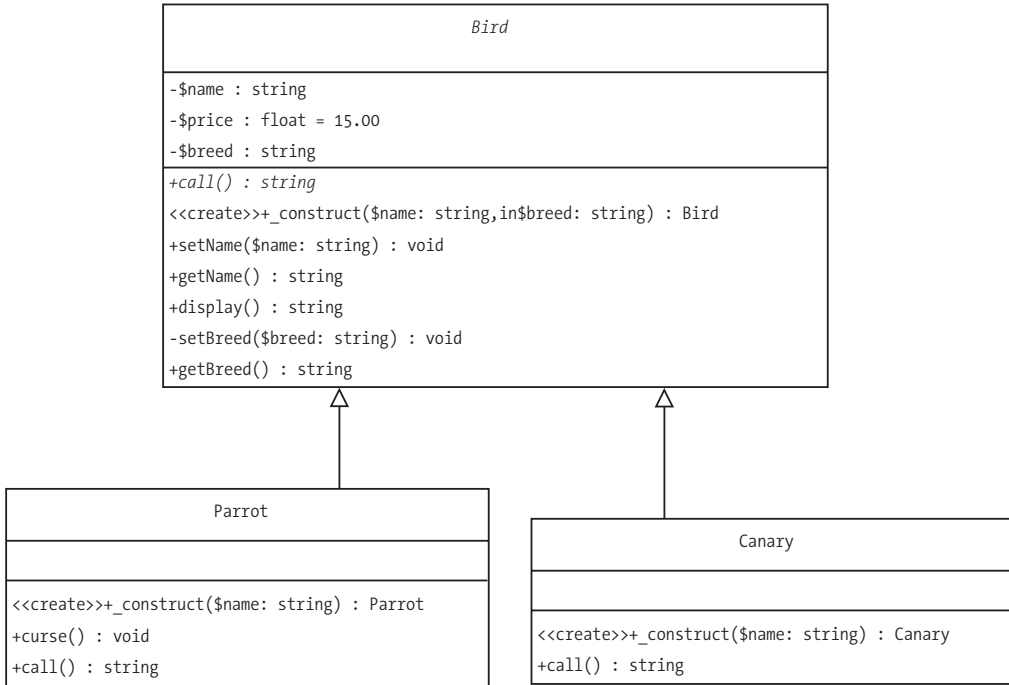 Bird
-$name : string
-$price : float = 15.00
-$breed : string
+call() : string
<<create>>+_construct($name: string,in$breed: string) : Bird
+setName($name: string) : void
+getName() : string
+display() : string
-setBreed($breed: string) : void
+getBreed() : string
Parrot
<<create>>+_construct($name: string) : Parrot
+curse() : void
+call() : string
Canary
<<create>>+_construct($name: string) : Canary
+call() : string